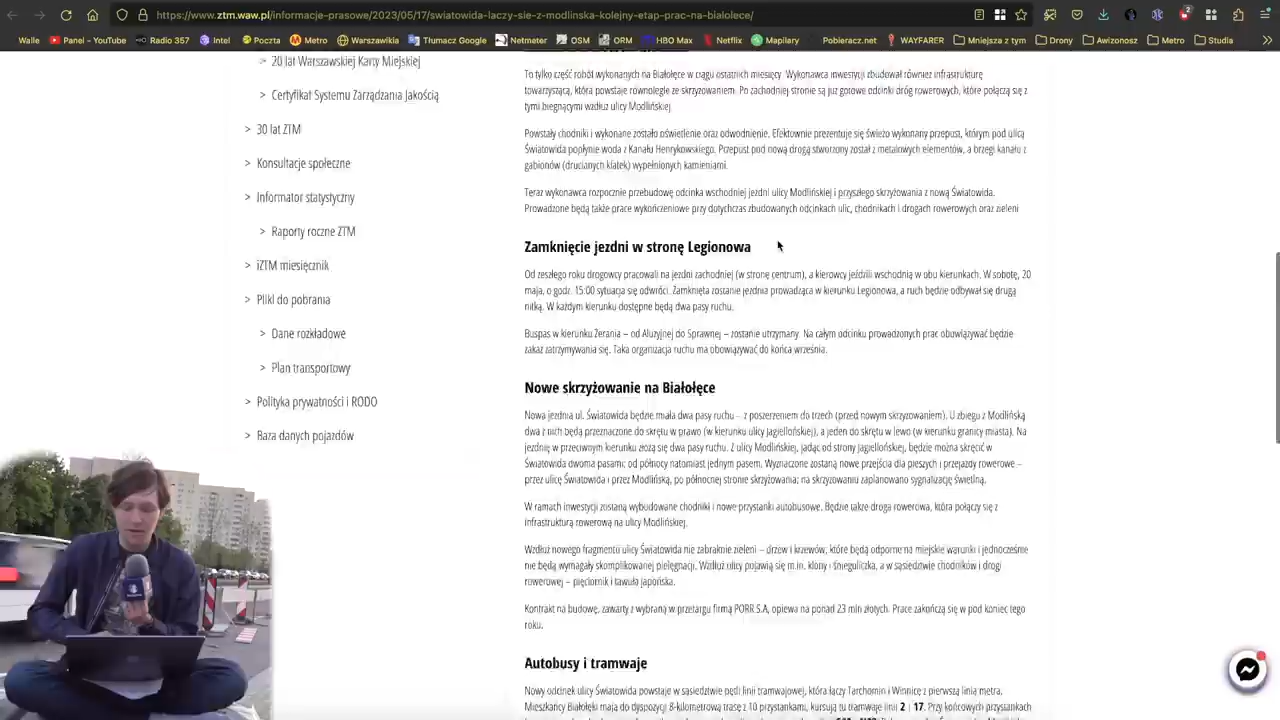 https://www.ztm.waw.pl/informacje-prasowe/2023/05/17/swiatowida-laczy-sie-z-modlinska-kolejny-etap-prac-na-bialolece/
Walle Panel - YouTube Radio 357 Intel Poczta Metro Warszawikia Tłumacz Google Netmeter OSM ORM HBO Max Netflix Mapillary Pobieracz.net WAYFARER Mniejsza z tym Drony Awizonosz Metro Studia
> 20 lat Warszawskiej Karty Miejskiej
> Certyfikat Systemu Zarządzania Jakością
> 30 lat ZTM
> Konsultacje społeczne
> Informator statystyczny
> Raporty roczne ZTM
> iZTM miesięcznik
> Pliki do pobrania
> Dane rozkładowe
> Plan transportowy
> Polityka prywatności i RODO
> Baza danych pojazdów
To tylko część robót wykonanych na Białołęce w ciągu ostatnich miesięcy. Wykonawca inwestycji zbudował również infrastrukturę
towarzyszącą, która powstaje równolegle ze skrzyżowaniem. Po zachodniej stronie są już gotowe odcinki dróg rowerowych, które połączą się z
tymi biegnącymi wzdłuż ulicy Modlińskiej
Powstały chodniki i wykonane zostało oświetlenie oraz odwodnienie. Efektownie prezentuje się świeżo wykonany przepust, którym pod ulicą
Światowida popłynie woda z Kanału Henrykowskiego. Przepust pod nową drogą stworzony został z metalowych elementów, a brzegi kanału z
gabionów (drucianych klatek) wypełnionych kamieniami.
Teraz wykonawca rozpocznie przebudowę odcinka wschodniej jezdni ulicy Modlińskiej i przyszłego skrzyżowania z nową Światowida.
Prowadzone będą także prace wykończeniowe przy dotychczas zbudowanych odcinkach ulic, chodnikach i drogach rowerowych oraz zieleni
Zamknięcie jezdni w stronę Legionowa
Od zeszłego roku drogowcy pracowali na jezdni zachodniej (w stronę centrum), a kierowcy jeździli wschodnią w obu kierunkach. W sobotę, 20
maja, o godz. 15:00 sytuacja się odwróci. Zamknięta zostanie jezdnia prowadząca w kierunku Legionowa, a ruch będzie odbywał się drugą
nitką. W każdym kierunku dostępne będą dwa pasy ruchu.
Buspas w kierunku Żerania – od Aluzyjnej do Sprawnej – zostanie utrzymany. Na całym odcinku prowadzonych prac obowiązywać będzie
zakaz zatrzymywania się. Taka organizacja ruchu ma obowiązywać do końca września.
Nowe skrzyżowanie na Białołęce
Nowa jezdnia ul. Światowida będzie miała dwa pasy ruchu – z poszerzeniem do trzech (przed nowym skrzyżowaniem). U zbiegu z Modlińską
dwa z nich będą przeznaczone do skrętu w prawo (w kierunku ulicy Jagiellońskiej), a jeden do skrętu w lewo (w kierunku granicy miasta). Na
jezdnię w przeciwnym kierunku złożą się dwa pasy ruchu. Z ulicy Modlińskiej, jadąc od strony Jagiellońskiej, będzie można skręcić w
Światowida dwoma pasami; od północy natomiast jednym pasem. Wyznaczone zostaną nowe przejścia dla pieszych i przejazdy rowerowe –
przez ulicę Światowida i przez Modlińską, po północnej stronie skrzyżowania; na skrzyżowaniu zaplanowano sygnalizację świetlną.
W ramach inwestycji zostaną wybudowane chodniki i nowe przystanki autobusowe. Będzie także droga rowerowa, która połączy się z
infrastrukturą rowerową na ulicy Modlińskiej.
Wzdłuż nowego fragmentu ulicy Światowida nie zabraknie zieleni – drzew i krzewów, które będą odporne na miejskie warunki i jednocześnie
nie będą wymagały skomplikowanej pielęgnacji. Wzdłuż ulicy pojawią się m.in. klony i śnieguliczka, a w sąsiedztwie chodników i drogi
rowerowej – pięciornik i tawuła japońska.
Kontrakt na budowę, zawarty z wybraną w przetargu firmą PORR S.A, opiewa na ponad 23 mln złotych. Prace zakończą się w pod koniec tego
roku.
Autobusy i tramwaje
Nowy odcinek ulicy Światowida powstaje w sąsiedztwie pętli linii tramwajowej, która łączy Tarchomin i Winnicę z pierwszą linią metra.
Mieszkańcy Białołęki mają do dyspozycji 8-kilometrową trasę z 10 przystankami, kursują tu tramwaje linii 2 i 17. Przy końcowych przystankach